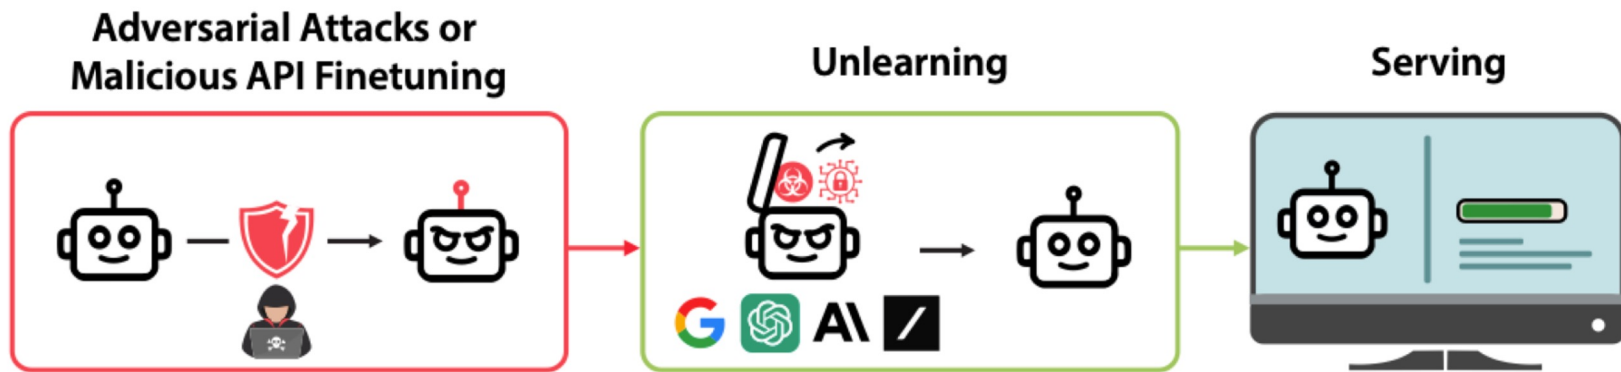 Adversarial Attacks or
Malicious API Finetuning
Unlearning
Serving